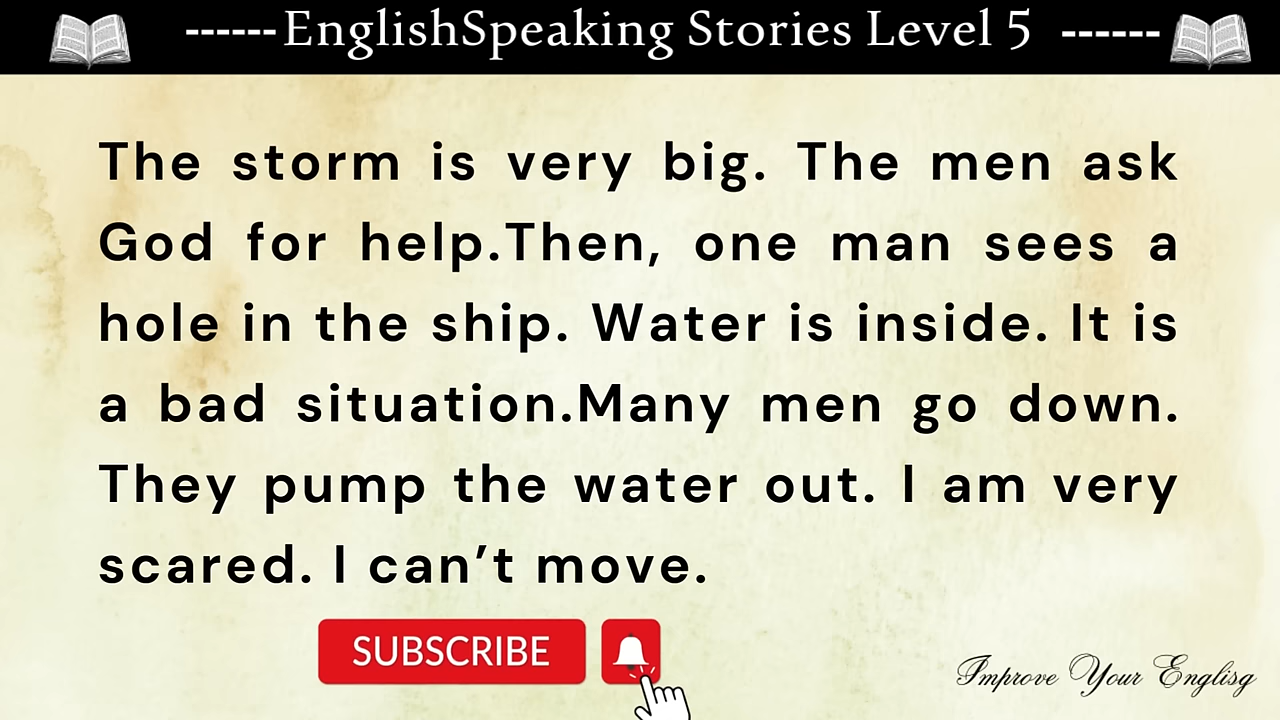 ------EnglishSpeaking Stories Level 5 ------
The storm is very big. The men ask
God for help.Then, one man sees a
hole in the ship. Water is inside. It is
a bad situation.Many men go down.
They pump the water out. I am very
scared. I can’t move.
SUBSCRIBE
Improve Your Englisg